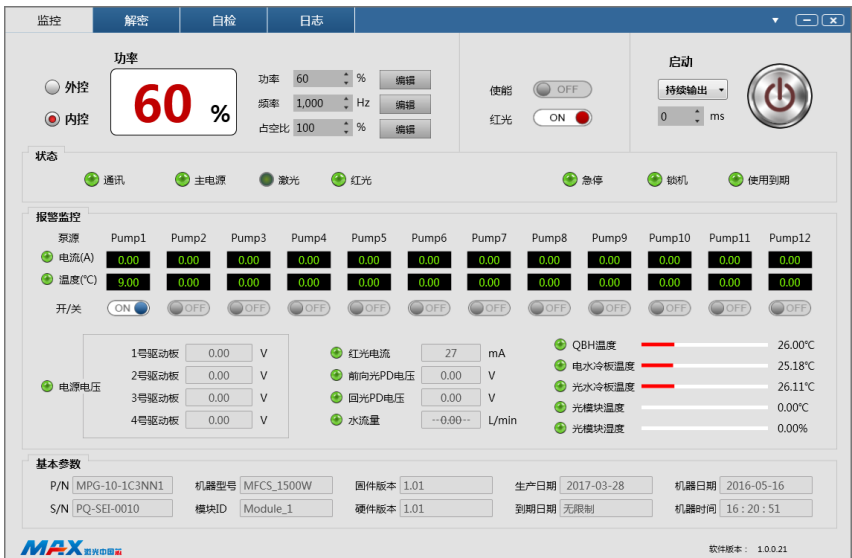 监控 解密 自检 日志
功率 启动
外控 内控
60 %
功率 60 % 编辑
频率 1,000 Hz 编辑
占空比 100 % 编辑
使能 OFF
红光 ON
持续输出
0 ms
状态
通讯 主电源 激光 红光 急停 锁机 使用到期
报警监控
泵源 Pump1 Pump2 Pump3 Pump4 Pump5 Pump6 Pump7 Pump8 Pump9 Pump10 Pump11 Pump12
电流(A) 0.00 0.00 0.00 0.00 0.00 0.00 0.00 0.00 0.00 0.00 0.00 0.00
温度(℃) 9.00 0.00 0.00 0.00 0.00 0.00 0.00 0.00 0.00 0.00 0.00 0.00
开/关 ON OFF OFF OFF OFF OFF OFF OFF OFF OFF OFF OFF
电源电压
1号驱动板 0.00 V
2号驱动板 0.00 V
3号驱动板 0.00 V
4号驱动板 0.00 V
红光电流 27 mA
前向光PD电压 0.00 V
回光PD电压 0.00 V
水流量 --0.00-- L/min
QBH温度 26.00℃
电水冷板温度 25.18℃
光水冷板温度 26.11℃
光模块温度 0.00℃
光模块湿度 0.00%
基本参数
P/N MPG-10-1C3NN1 机器型号 MFCS_1500W 固件版本 1.01 生产日期 2017-03-28 机器日期 2016-05-16
S/N PQ-SEI-0010 模块ID Module_1 硬件版本 1.01 到期日期 无限制 机器时间 16:20:51
MAX 激光中国芯 软件版本： 1.0.0.21